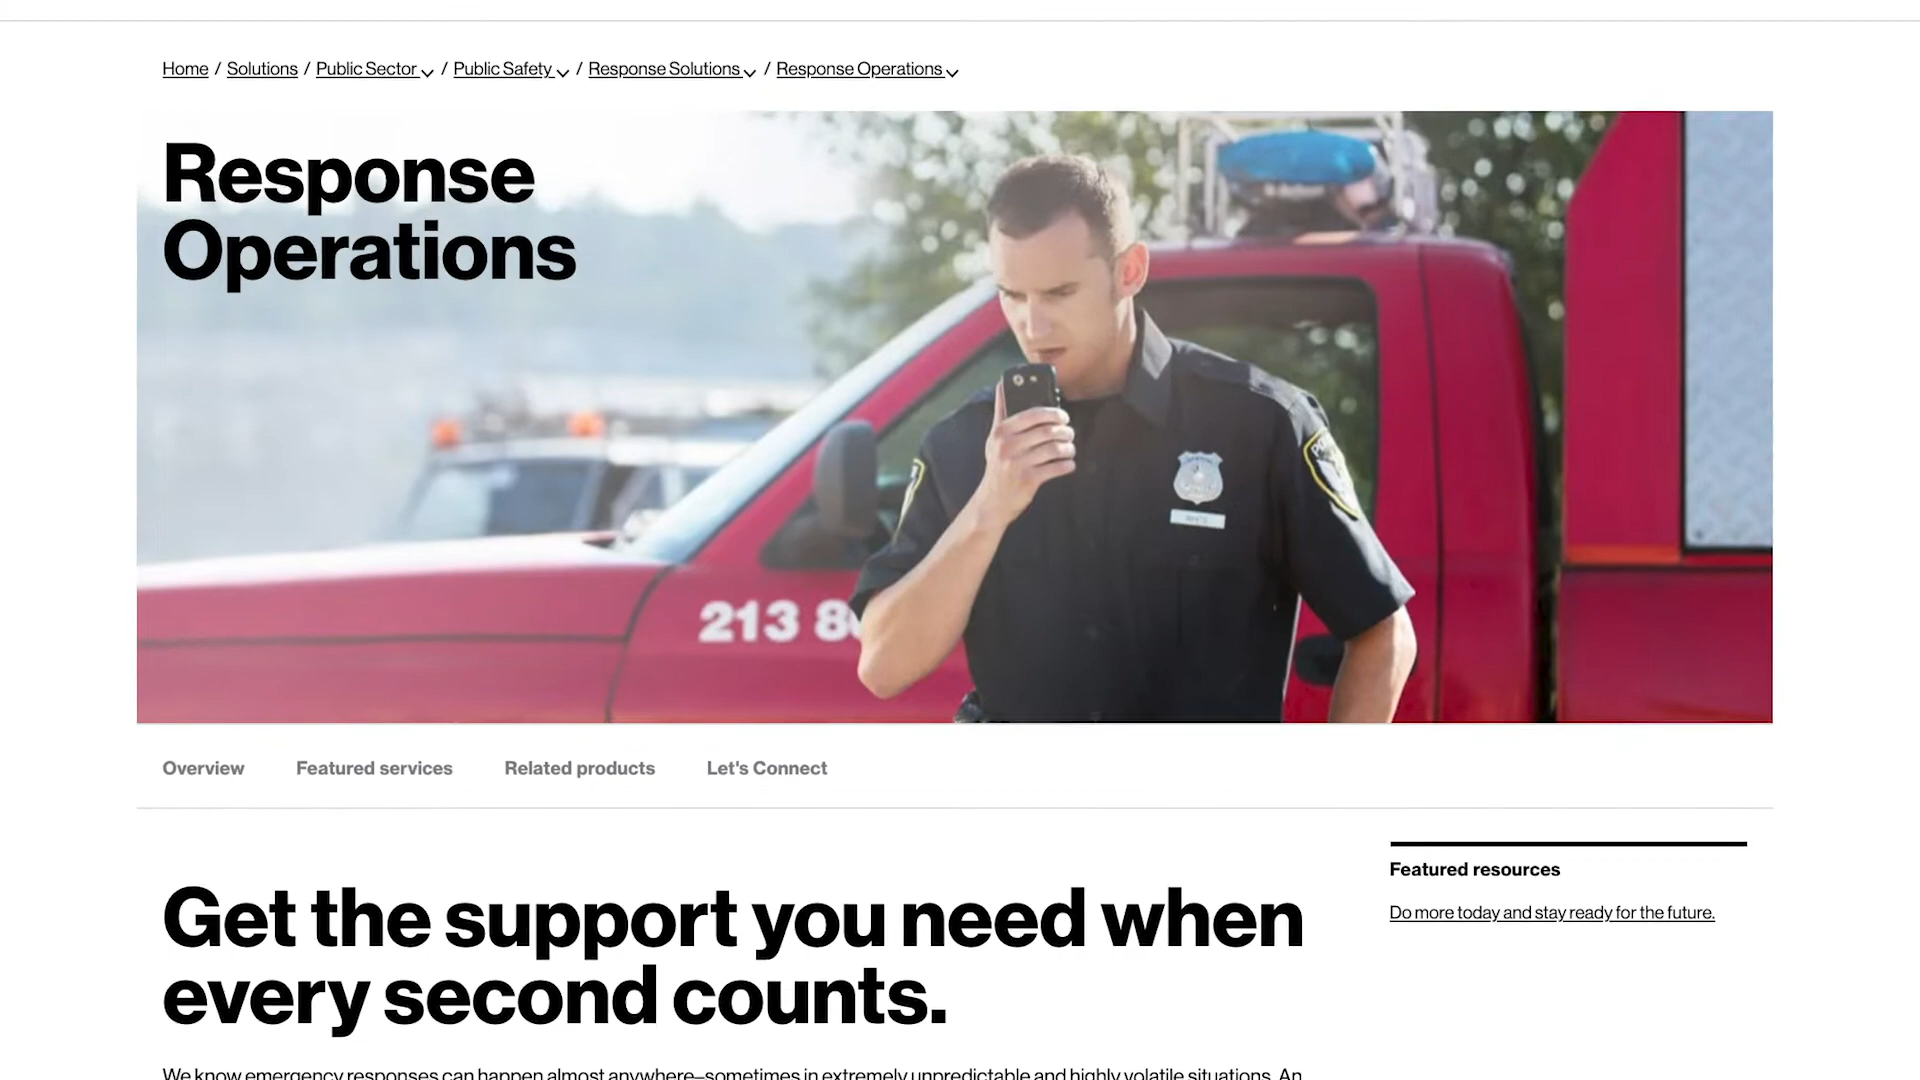 Home / Solutions / Public Sector / Public Safety / Response Solutions / Response Operations
Response
Operations
213 8
Overview Featured services Related products Let's Connect
Get the support you need when
every second counts.
Featured resources
Do more today and stay ready for the future.
We know emergency responses can happen almost anywhere–sometimes in extremely unpredictable and highly volatile situations. An